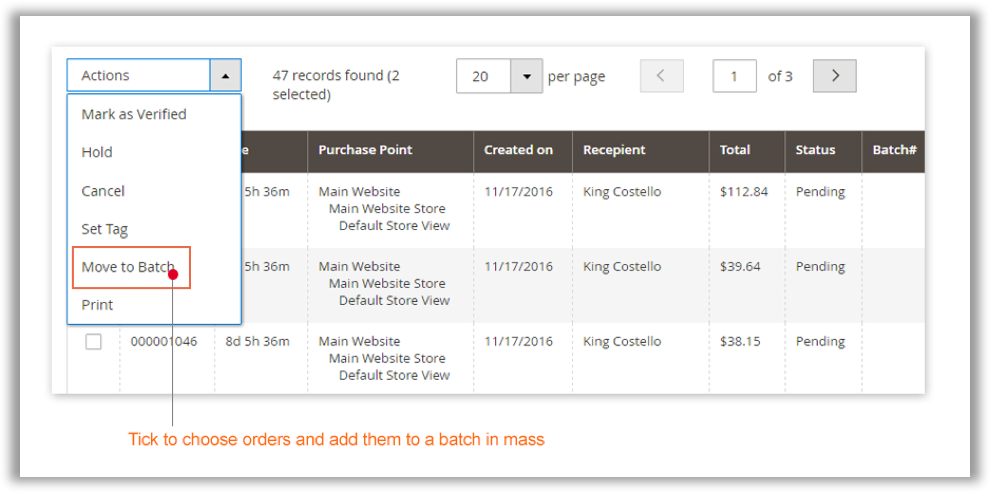 Actions
47 records found (2
selected)
20
per page
1
of 3
Mark as Verified
Hold
Cancel
Set Tag
Move to Batch
Print
e
Purchase Point
Created on
Recepient
Total
Status
Batch#
5h 36m
Main Website
Main Website Store
Default Store View
11/17/2016
King Costello
$112.84
Pending
5h 36m
Main Website
Main Website Store
Default Store View
11/17/2016
King Costello
$39.64
Pending
000001046
8d 5h 36m
Main Website
Main Website Store
Default Store View
11/17/2016
King Costello
$38.15
Pending
Tick to choose orders and add them to a batch in mass